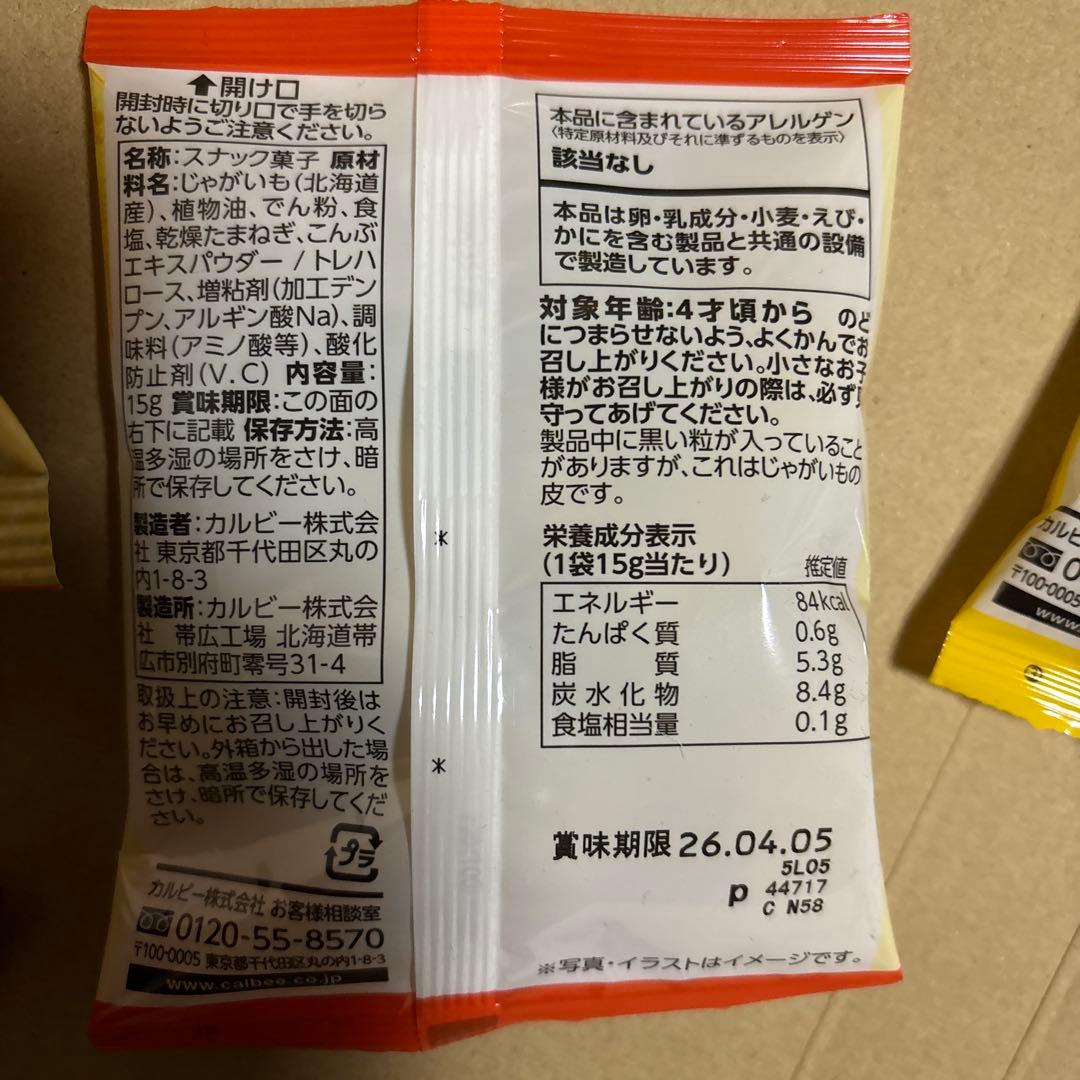 開け口
開封時に切り口で手を切ら
ないようご注意ください。
名称:スナック菓子 原材
料名:じゃがいも(北海道
産)、植物油、でん粉、食
塩、乾燥たまねぎ、こんぶ
エキスパウダー / トレハ
ロース、増粘剤(加工デン
プン、アルギン酸Na)、調
味料(アミノ酸等)、酸化
防止剤(V.C) 内容量:
15g 賞味期限:この面の
右下に記載 保存方法:高
温多湿の場所をさけ、暗
所で保存してください。
製造者:カルビー株式会
社 東京都千代田区丸の
内1-8-3
製造所:カルビー株式会
社 帯広工場 北海道帯
広市別府町零号31-4
取扱上の注意:開封後は
お早めにお召し上がりく
ださい。外箱から出した場
合は、高温多湿の場所を
さけ、暗所で保存してくだ
さい。
プラ
カルビー株式会社 お客様相談室
0120-55-8570
〒100-0005 東京都千代田区丸の内1-8-3
www.calbee.co.jp
本品に含まれているアレルゲン
〈特定原材料及びそれに準ずるものを表示〉
該当なし
本品は卵・乳成分・小麦・えび・
かにを含む製品と共通の設備
で製造しています。
対象年齢:4才頃から のど
につまらせないよう、よくかんでお
召し上がりください。小さなお子
様がお召し上がりの際は、必ず
守ってあげてください。
製品中に黒い粒が入っていること
がありますが、これはじゃがいもの
皮です。
栄養成分表示
(1袋15g当たり) 推定値
エネルギー 84kcal
たんぱく質 0.6g
脂質 5.3g
炭水化物 8.4g
食塩相当量 0.1g
賞味期限 26.04.05
5L05
p 44717
C N58
※写真・イラストはイメージです。
カルビ
0
〒100-0005
www.